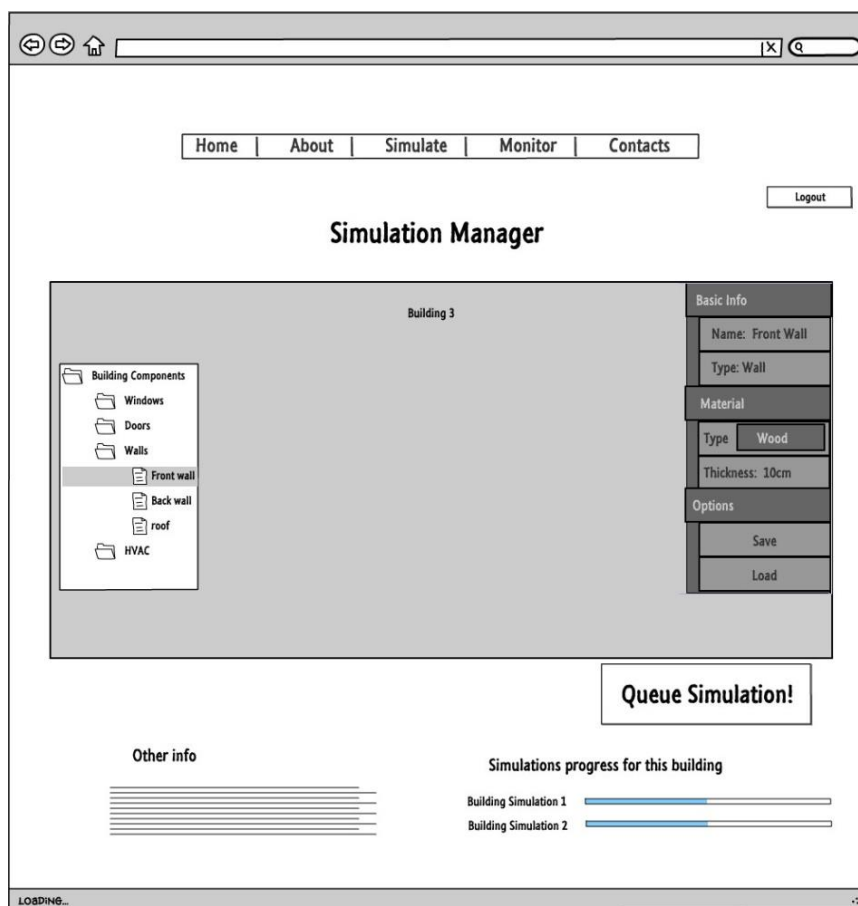 Home | About | Simulate | Monitor | Contacts
Logout
Simulation Manager
Building 3
Building Components
Windows
Doors
Walls
Front wall
Back wall
roof
HVAC
Basic Info
Name: Front Wall
Type: Wall
Material
Type Wood
Thickness: 10cm
Options
Save
Load
Queue Simulation!
Other info
Simulations progress for this building
Building Simulation 1
Building Simulation 2
LOADING...